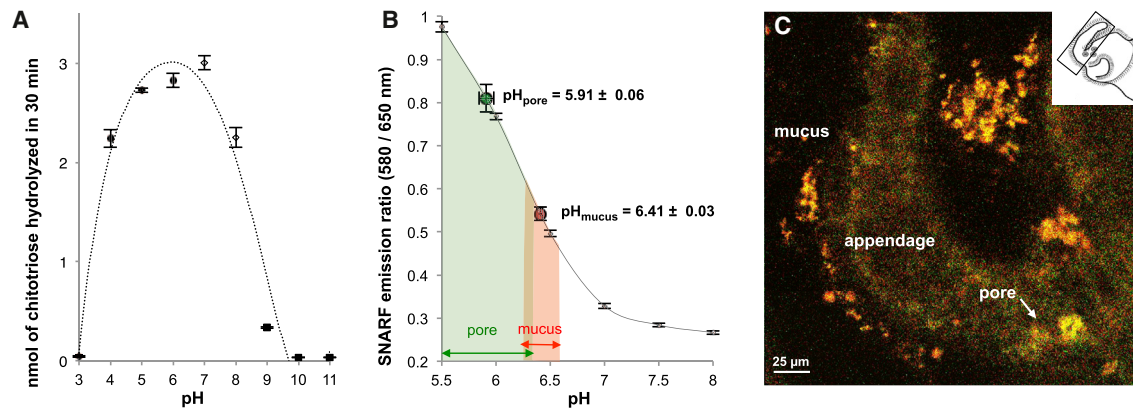 A
nmol of chitotriose hydrolyzed in 30 min
3
2
1
0
3 4 5 6 7 8 9 10 11
pH
B
SNARF emission ratio (580 / 650 nm)
1
0.9
0.8
0.7
0.6
0.5
0.4
0.3
0.2
pHpore = 5.91 ± 0.06
pHmucus = 6.41 ± 0.03
pore
mucus
5.5 6 6.5 7 7.5 8
pH
C
mucus
appendage
pore
25 µm